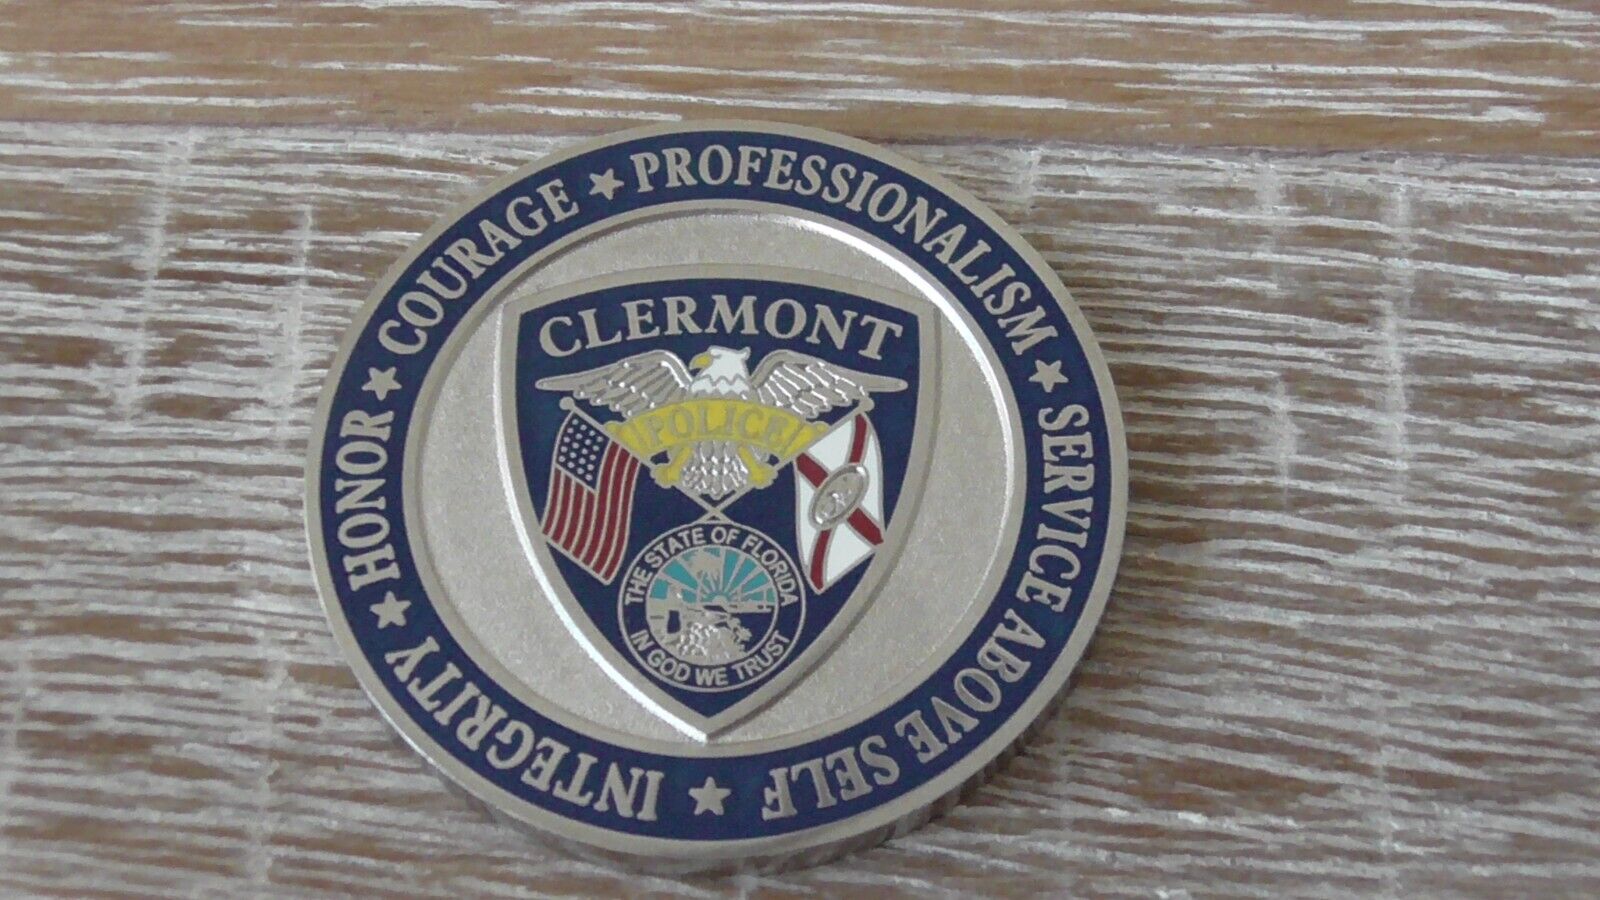 INTEGRITY ★ HONOR ★ COURAGE ★ PROFESSIONALISM ★ SERVICE ABOVE SELF ★
CLERMONT
POLICE
THE STATE OF FLORIDA
IN GOD WE TRUST